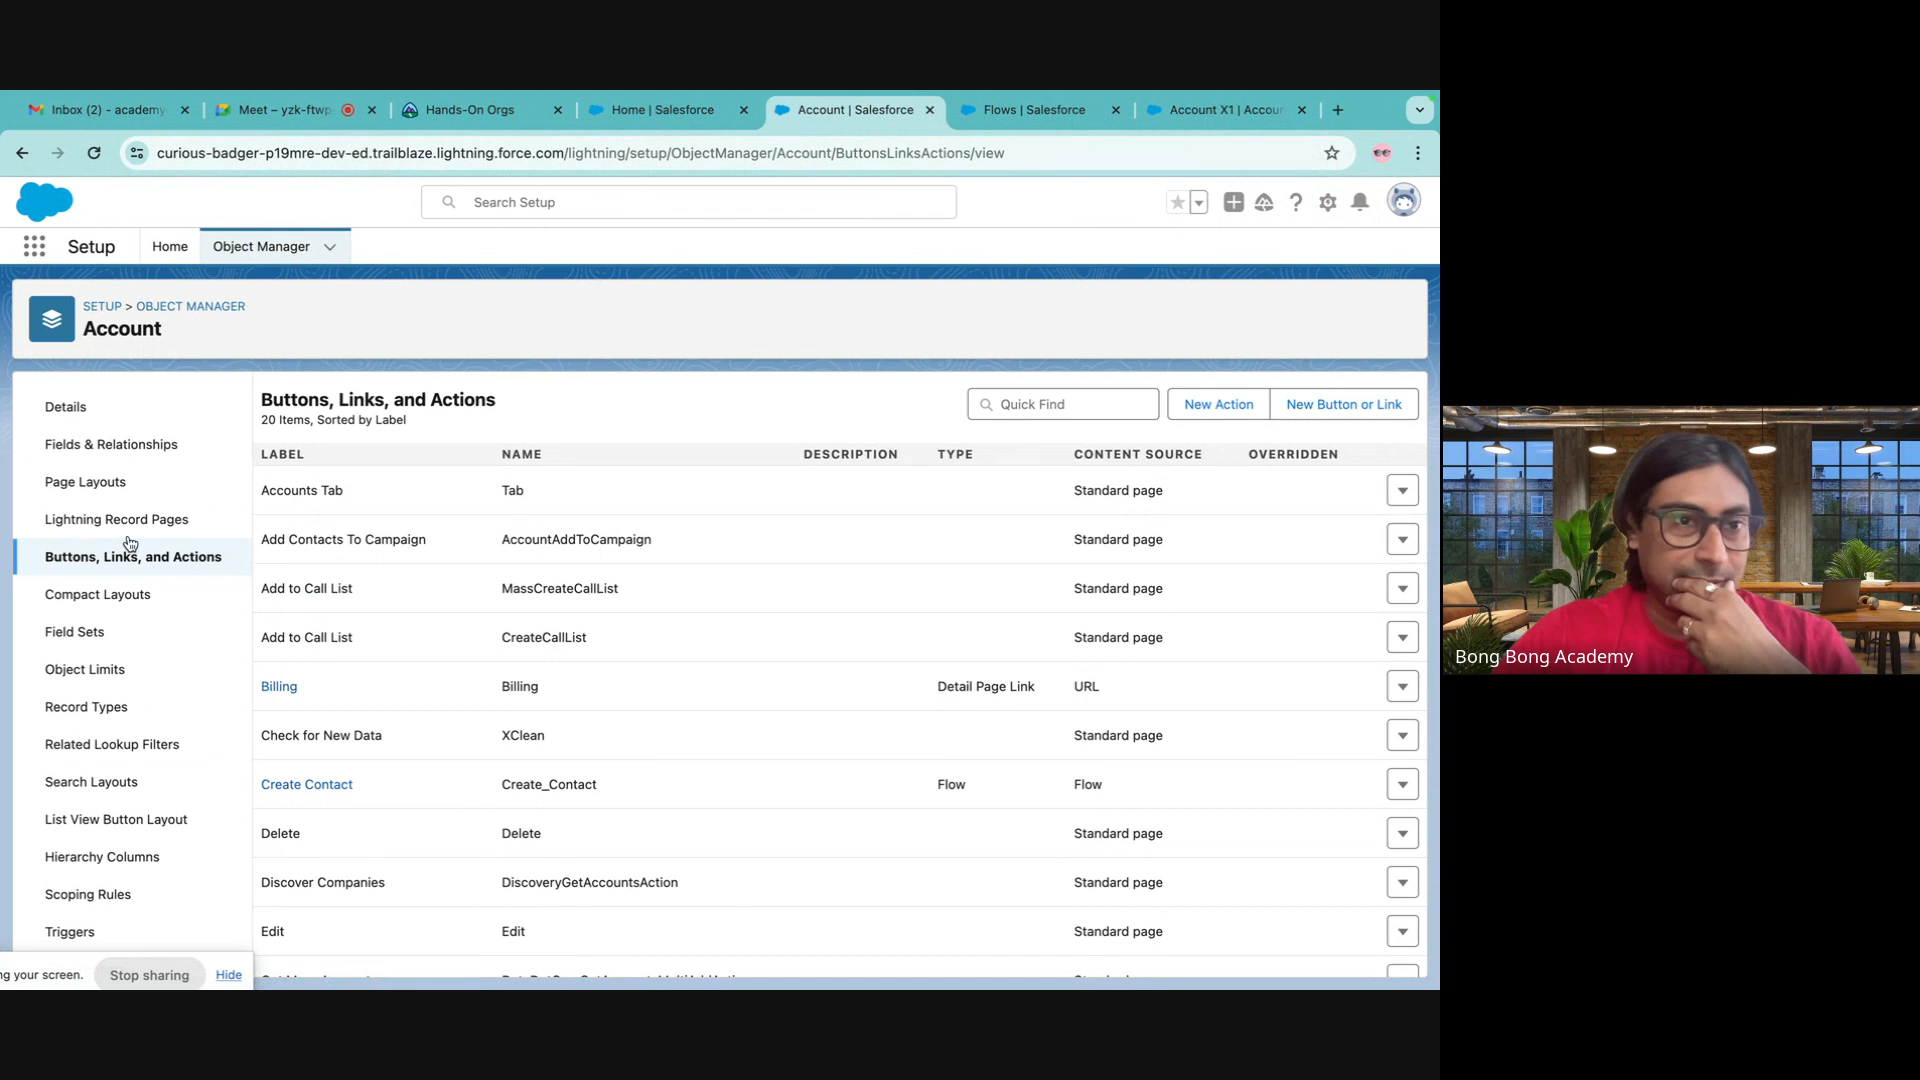 Inbox (2) - academy
Meet – yzk-ftwp
Hands-On Orgs
Home | Salesforce
Account | Salesforce
Flows | Salesforce
Account X1 | Accoun
curious-badger-p19mre-dev-ed.trailblaze.lightning.force.com/lightning/setup/ObjectManager/Account/ButtonsLinksActions/view
Search Setup
Setup
Home
Object Manager
SETUP > OBJECT MANAGER
Account
Details
Fields & Relationships
Page Layouts
Lightning Record Pages
Buttons, Links, and Actions
Compact Layouts
Field Sets
Object Limits
Record Types
Related Lookup Filters
Search Layouts
List View Button Layout
Hierarchy Columns
Scoping Rules
Triggers
Buttons, Links, and Actions
20 Items, Sorted by Label
Quick Find
New Action
New Button or Link
LABEL NAME DESCRIPTION TYPE CONTENT SOURCE OVERRIDDEN
Accounts Tab Tab Standard page
Add Contacts To Campaign AccountAddToCampaign Standard page
Add to Call List MassCreateCallList Standard page
Add to Call List CreateCallList Standard page
Billing Billing Detail Page Link URL
Check for New Data XClean Standard page
Create Contact Create_Contact Flow Flow
Delete Delete Standard page
Discover Companies DiscoveryGetAccountsAction Standard page
Edit Edit Standard page
ng your screen.
Stop sharing
Hide
Bong Bong Academy